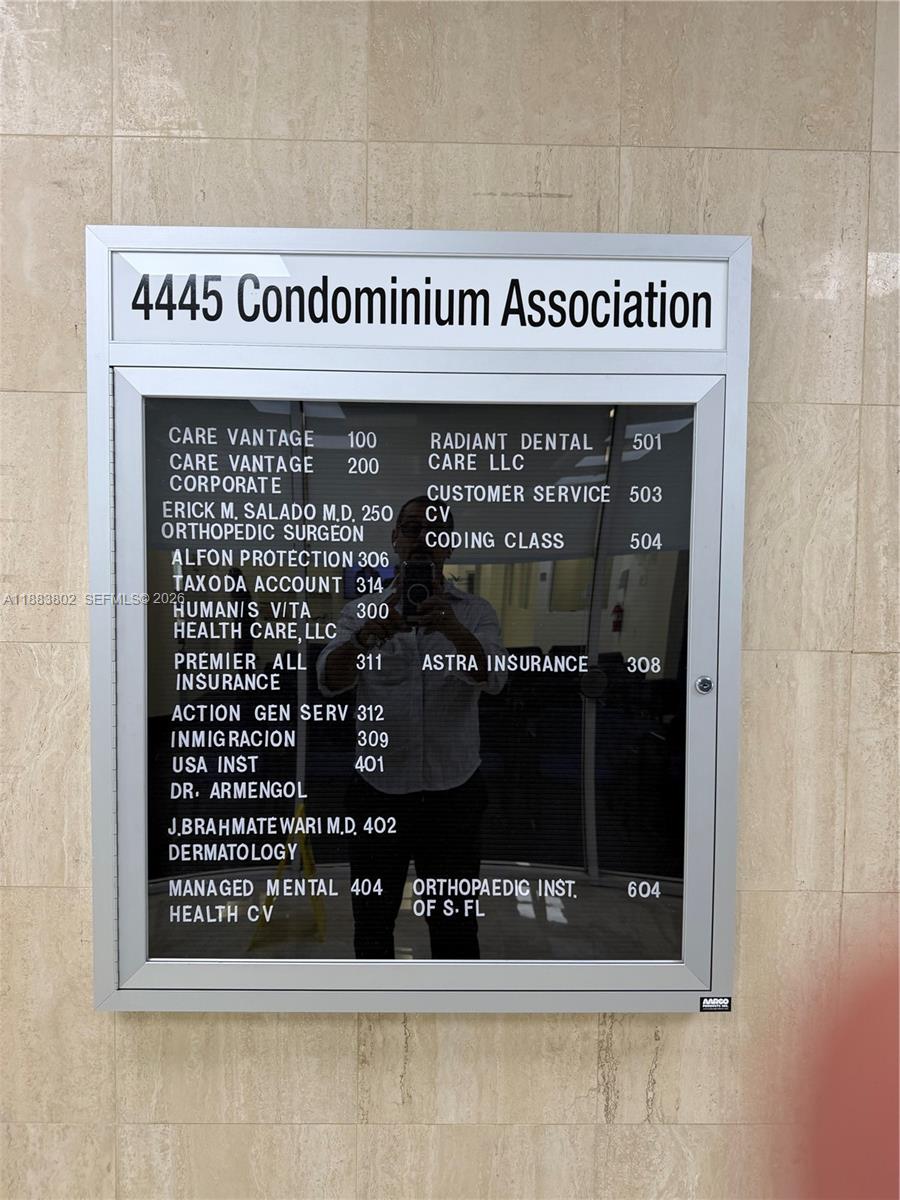 4445 Condominium Association
CARE VANTAGE 100
CARE VANTAGE 200
CORPORATE
ERICK M. SALADO M.D. 250
ORTHOPEDIC SURGEON
ALFON PROTECTION 306
TAXODA ACCOUNT 314
HUMANIS VITA 300
HEALTH CARE, LLC
PREMIER ALL 311
INSURANCE
ACTION GEN SERV 312
INMIGRACION 309
USA INST 401
DR. ARMENGOL
J.BRAHMATEWARI M.D. 402
DERMATOLOGY
MANAGED MENTAL 404
HEALTH CV
RADIANT DENTAL 501
CARE LLC
CUSTOMER SERVICE 503
CV
CODING CLASS 504
ASTRA INSURANCE 308
ORTHOPAEDIC INST. 604
OF S. FL
A11883802 SEFMLS© 2026
AARCO